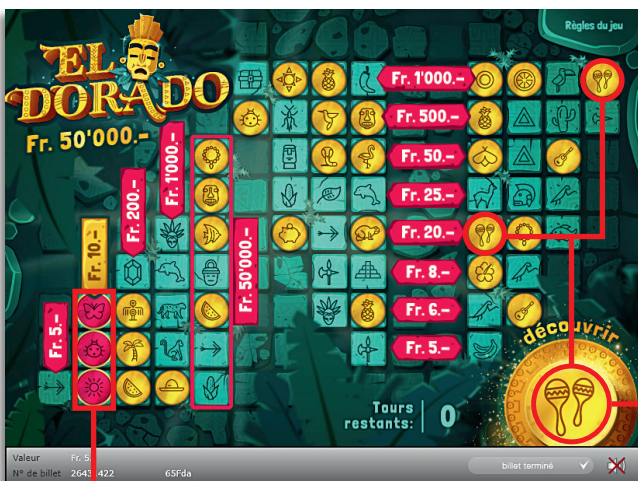 Règles du jeu
EL
DORADO
Fr. 50'000.–
Fr. 1'000.–
Fr. 500.–
Fr. 50.–
Fr. 25.–
Fr. 20.–
Fr. 8.–
Fr. 6.–
Fr. 5.–
Fr. 5.–
Fr. 10.–
Fr. 200.–
Fr. 1'000.–
Fr. 50'000.–
découvrir
Tours
restants: 0
Valeur Fr.
N° de billet 422 65Fda
billet terminé